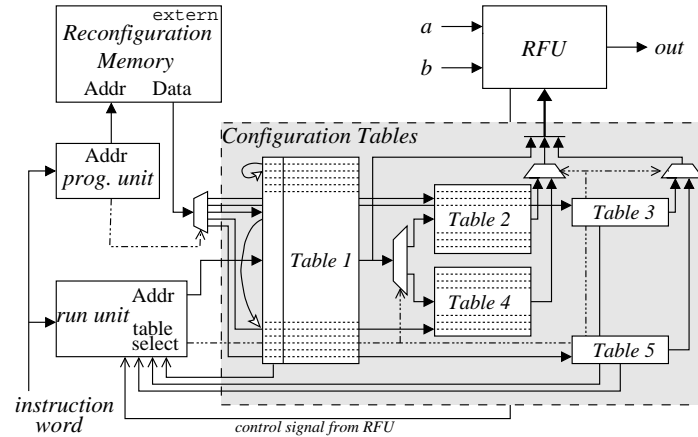 extern
Reconfiguration
Memory
Addr Data
a
b
RFU
out
Addr
prog. unit
Configuration Tables
Table 1
Table 2
Table 3
Table 4
Table 5
Addr
run unit
table
select
instruction
word
control signal from RFU